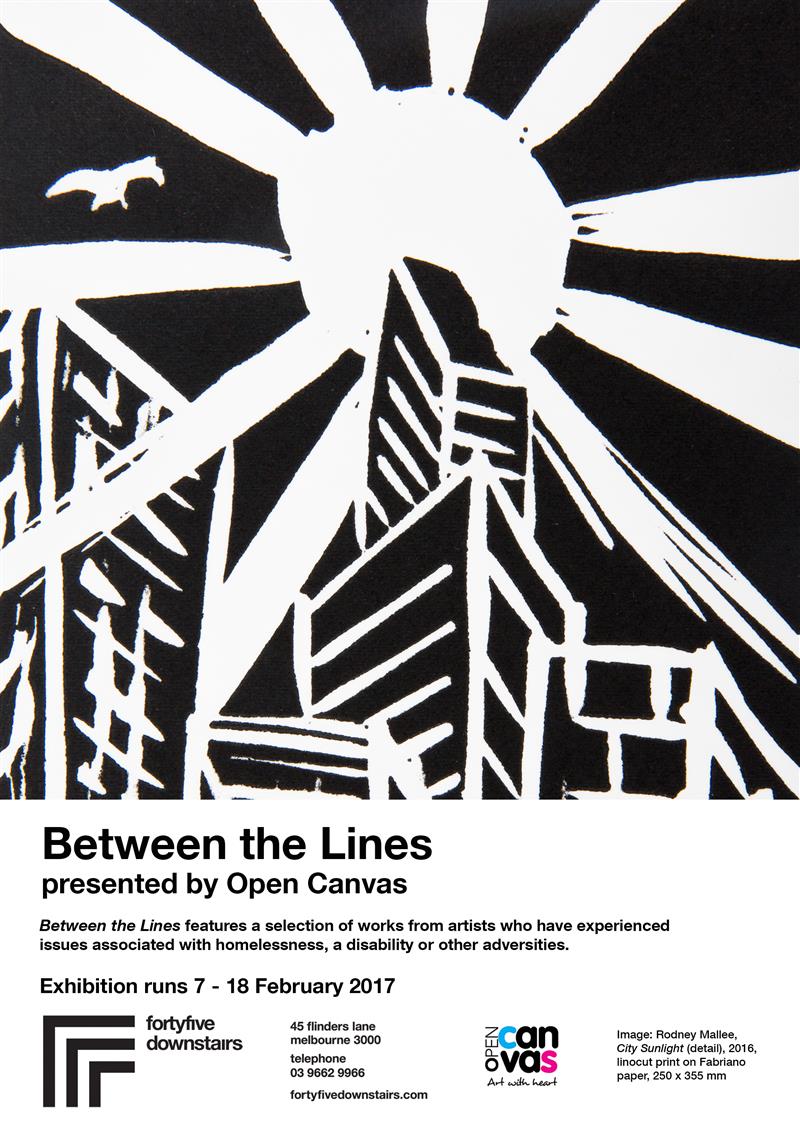 Between the Lines
presented by Open Canvas
Between the Lines features a selection of works from artists who have experienced
issues associated with homelessness, a disability or other adversities.
Exhibition runs 7 - 18 February 2017
fortyfive
downstairs
45 flinders lane
melbourne 3000
telephone
03 9662 9966
fortyfivedownstairs.com
OPEN
can
vas
Art with heart
Image: Rodney Mallee,
City Sunlight (detail), 2016,
linocut print on Fabriano
paper, 250 x 355 mm